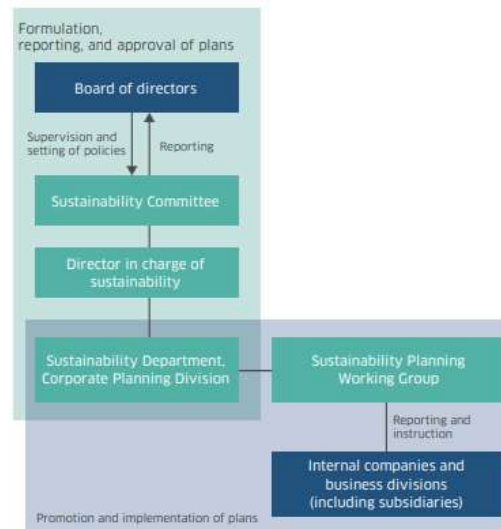 Formulation,
reporting, and approval of plans
Board of directors
Supervision and
setting of policies
Reporting
Sustainability Committee
Director in charge of
sustainability
Sustainability Department,
Corporate Planning Division
Sustainability Planning
Working Group
Reporting and
instruction
Internal companies and
business divisions
(including subsidiaries)
Promotion and implementation of plans